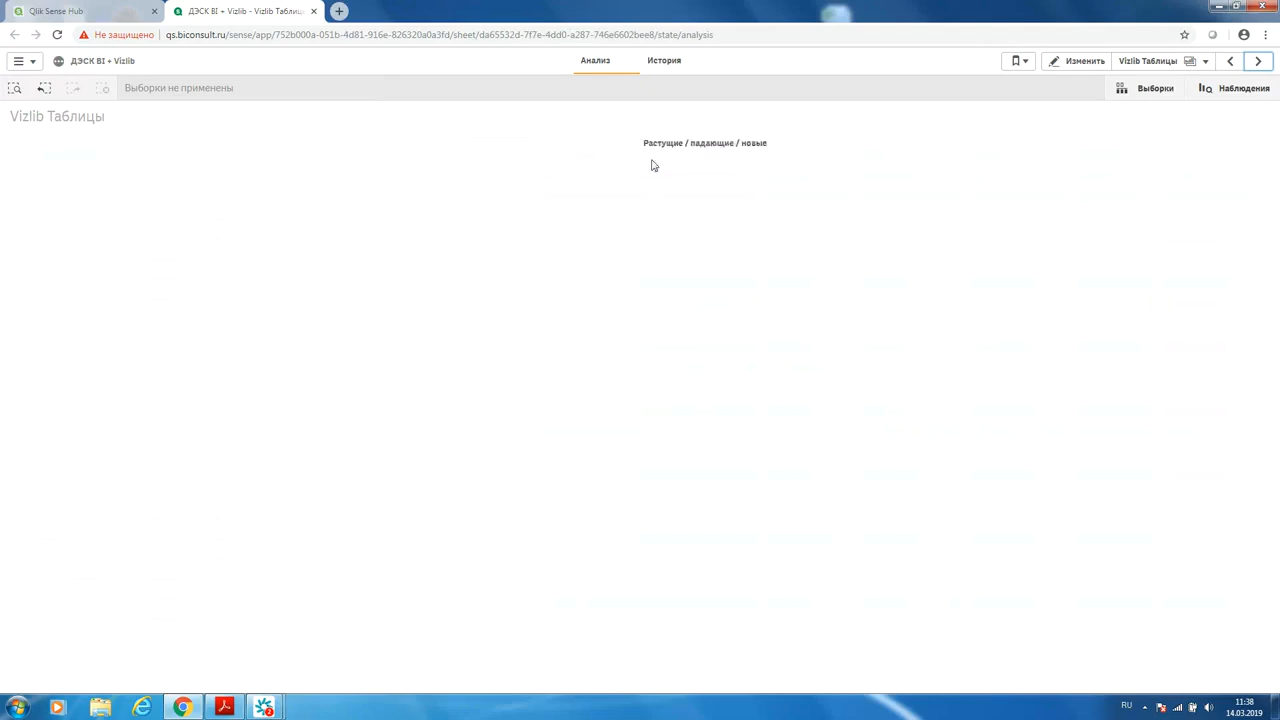 Qlik Sense Hub
ДЭСК BI + Vizlib - Vizlib Таблиц
Не защищено
qs.biconsult.ru/sense/app/752b000a-051b-4d81-916e-826320a0a3fd/sheet/da65532d-7f7e-4dd0-a287-746e6602bee8/state/analysis
ДЭСК BI + Vizlib
Анализ
История
Изменить
Vizlib Таблицы
Выборки не применены
Выборки
Наблюдения
Vizlib Таблицы
Растущие / падающие / новые
RU
11:38
14.03.2019